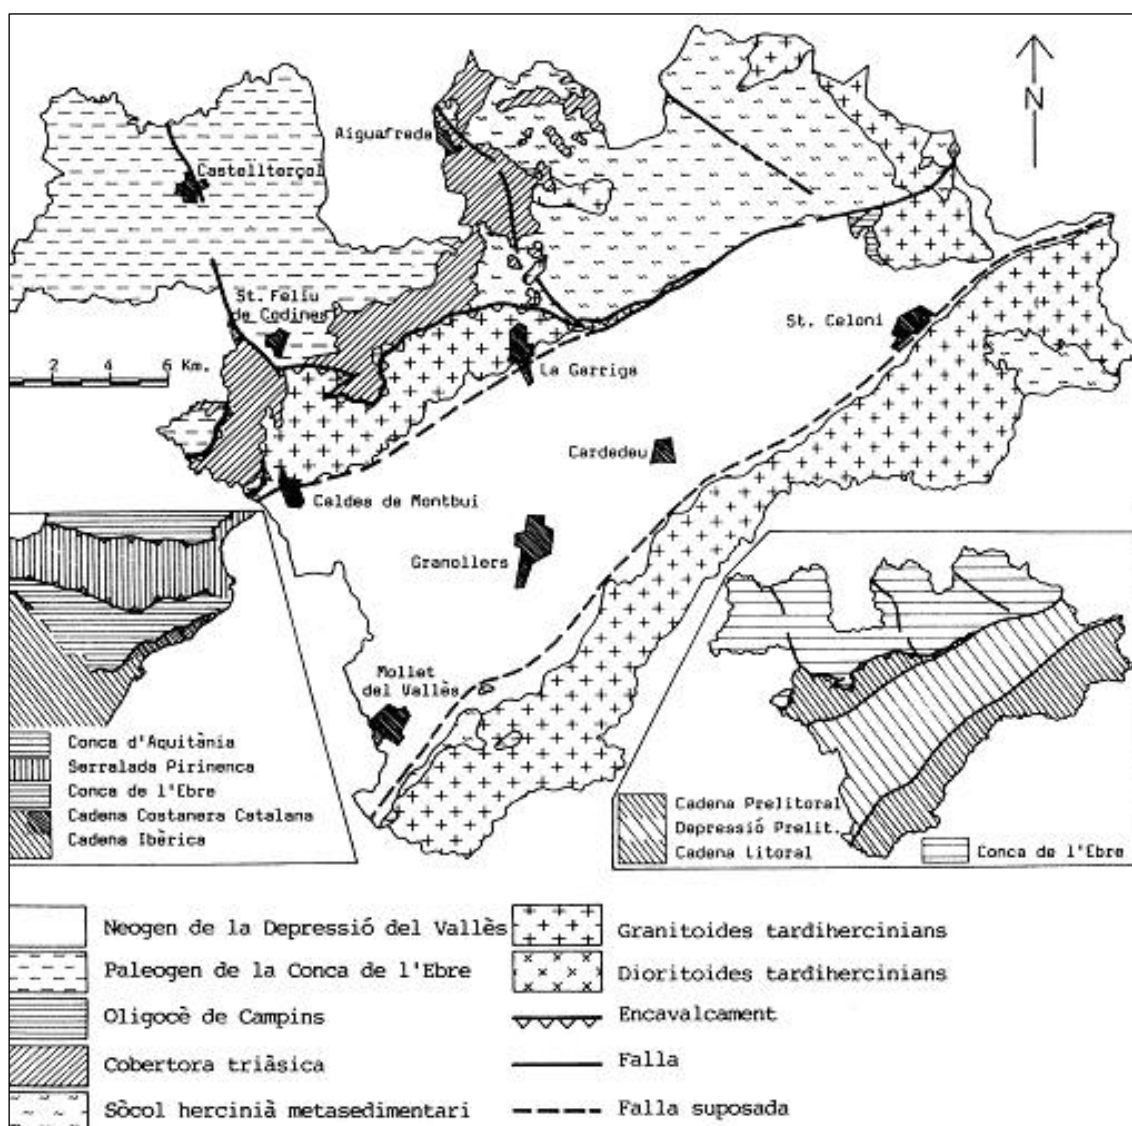 N
Aiguafreda
Castellterçol
St. Feliu
de Codines
St. Celoni
2 4 6 Km.
La Garriga
Cardedeu
Caldes de Montbui
Granollers
Mollet
del Vallès
Conca d'Aquitània
Serralada Pirinenca
Conca de l'Ebre
Cadena Costanera Catalana
Cadena Ibèrica
Cadena Prelitoral
Depressió Prelit.
Cadena Litoral
Conca de l'Ebre
Neogen de la Depressió del Vallès
Paleogen de la Conca de l'Ebre
Oligocè de Campins
Cobertora triàsica
Sòcol hercinià metasedimentari
Granitoides tardihercinians
Dioritoides tardihercinians
Encavalcament
Falla
Falla suposada